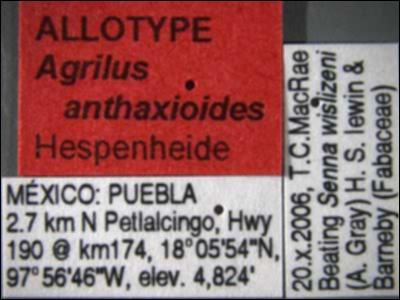 ALLOTYPE
Agrilus
anthaxioides
Hespenheide
MÉXICO: PUEBLA
2.7 km N Petlalcingo, Hwy
190 @ km174, 18°05'54"N,
97°56'46"W, elev. 4,824'
20.x.2006, T.C.MacRae
Beating Senna wislizeni
(A. Gray) H. S. Iewin &
Barneby (Fabaceae)